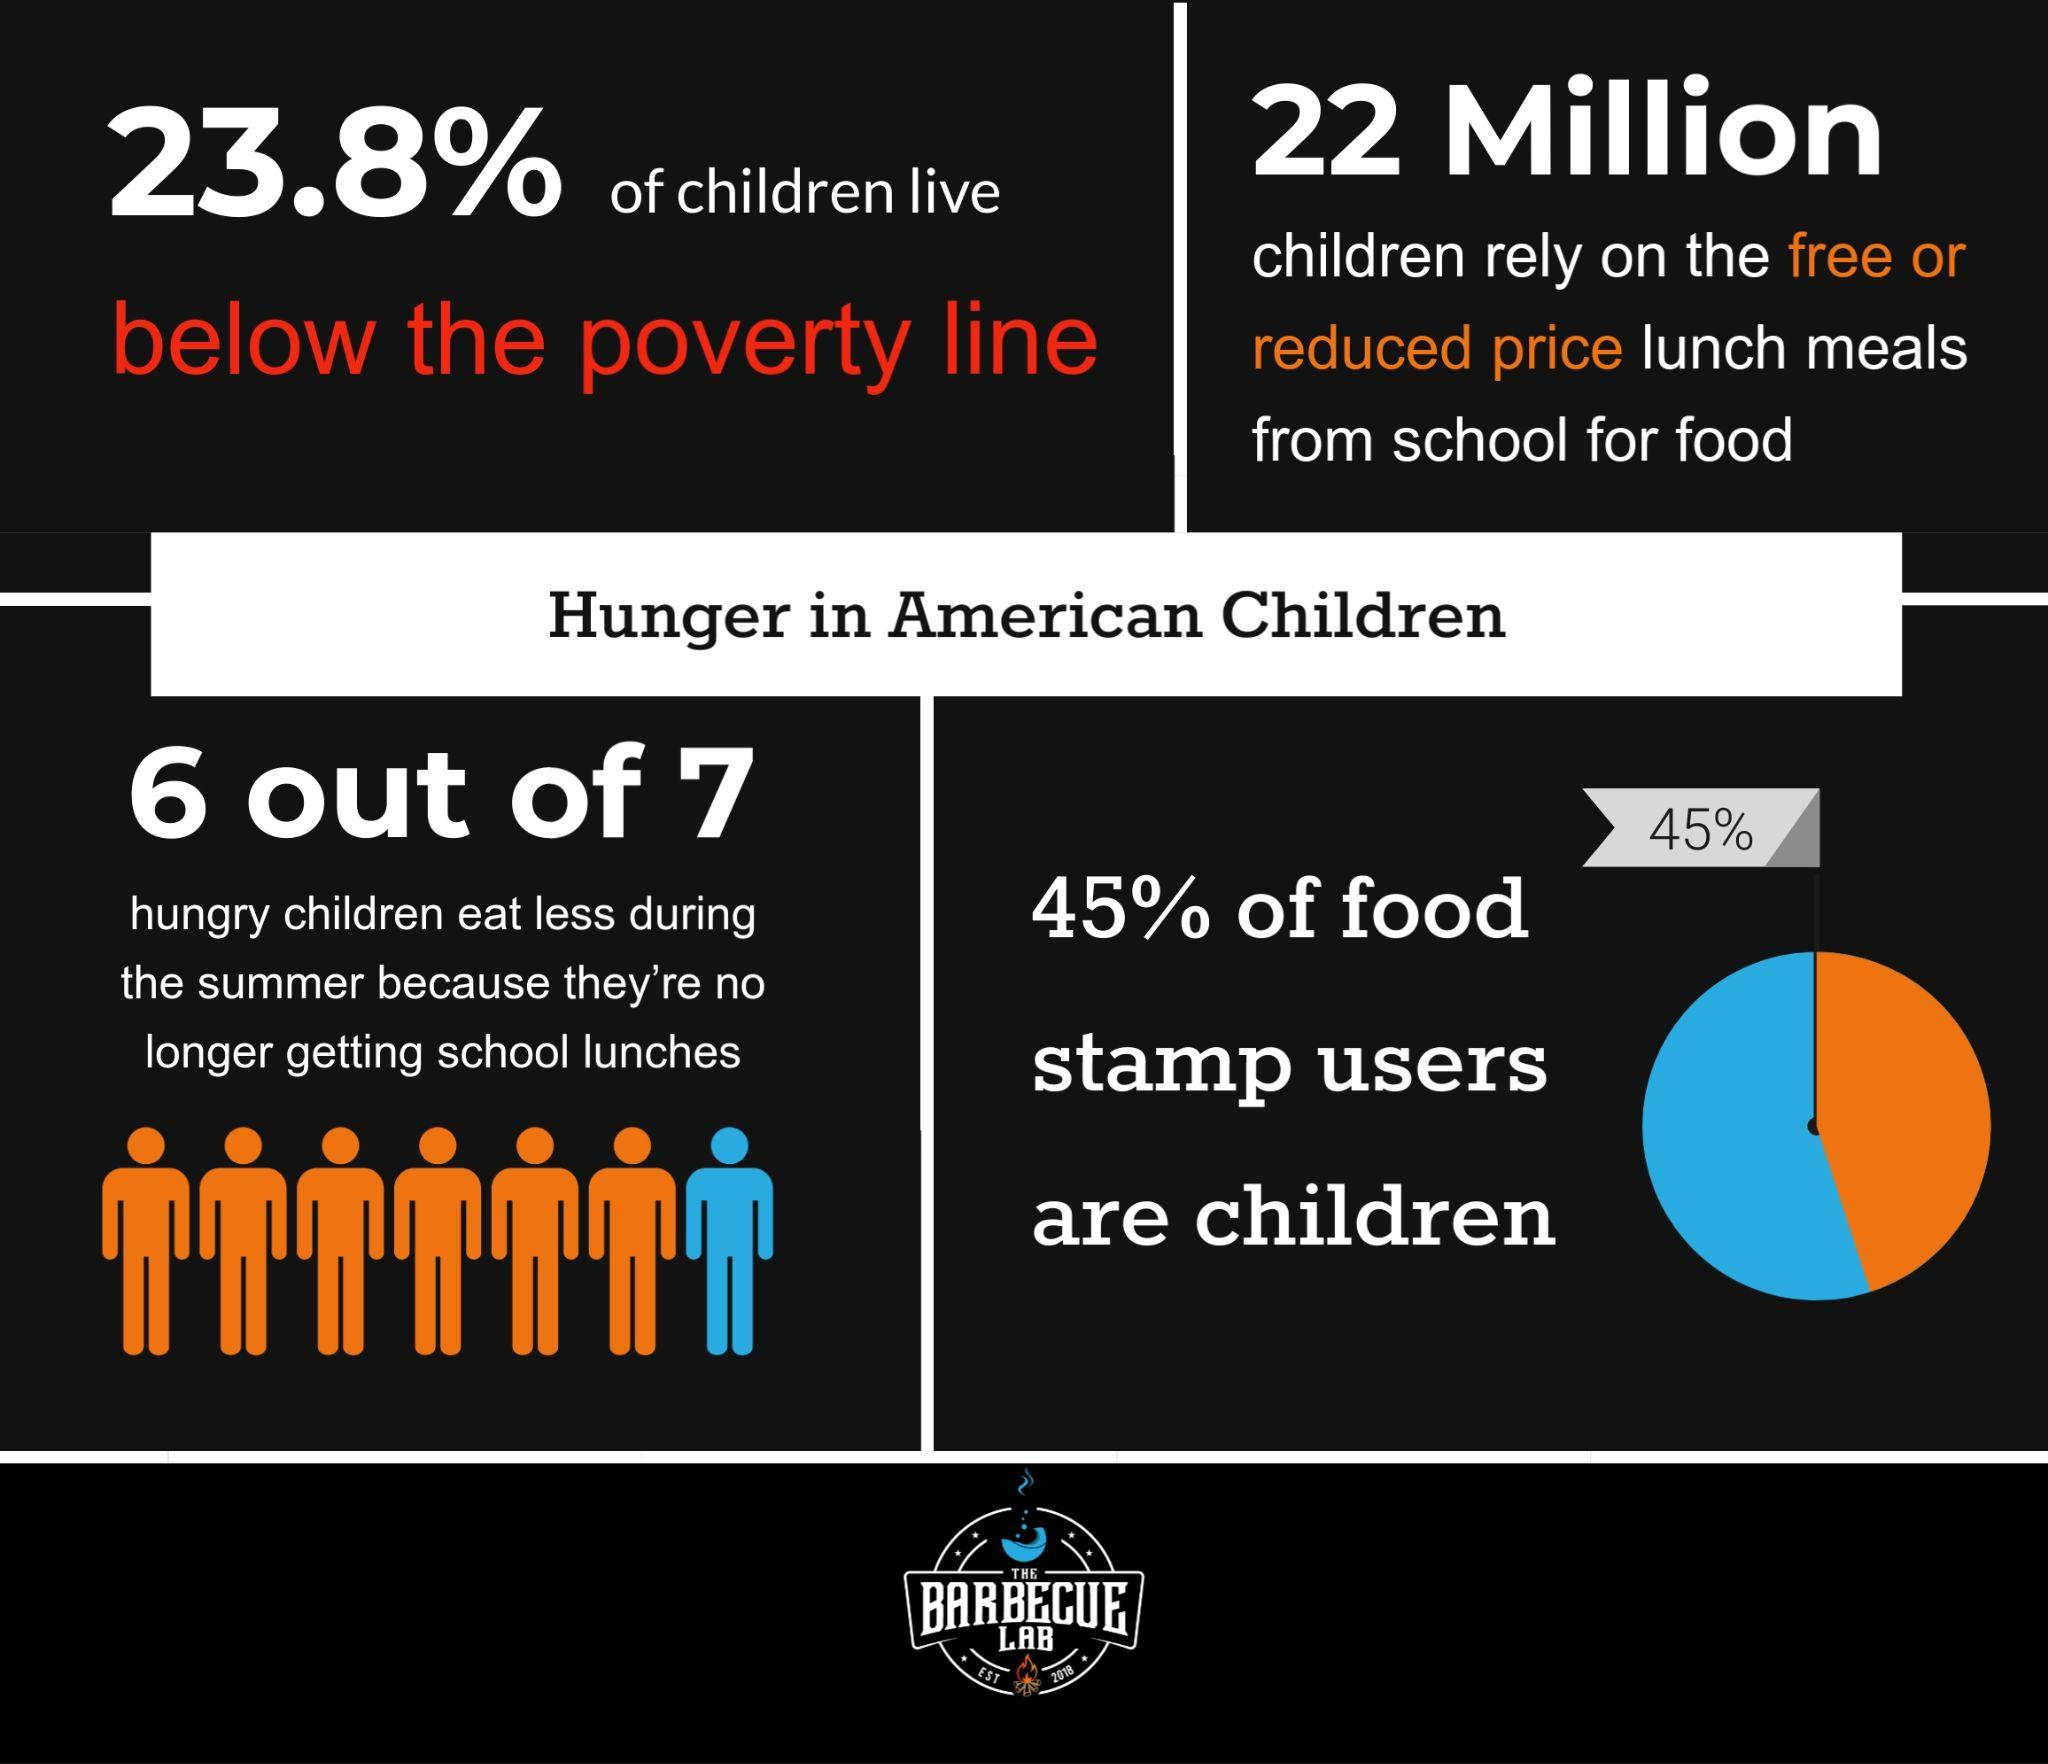 23.8% of children live
below the poverty line
22 Million
children rely on the free or
reduced price lunch meals
from school for food
Hunger in American Children
6 out of 7
hungry children eat less during
the summer because they’re no
longer getting school lunches
45% of food
stamp users
are children
45%
THE
BARBECUE
LAB
EST 2018